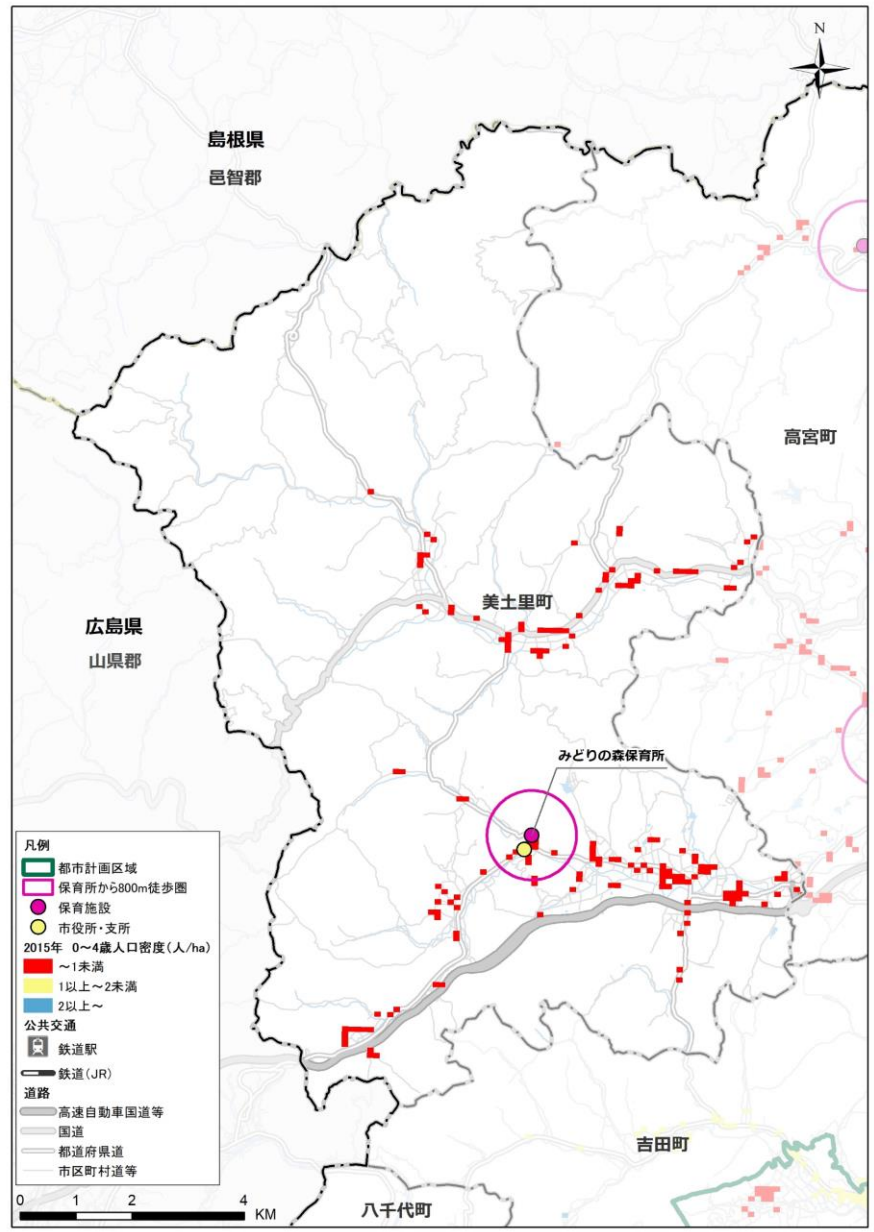 N
島根県
邑智郡
高宮町
美土里町
広島県
山県郡
みどりの森保育所
凡例
都市計画区域
保育所から800m徒歩圏
保育施設
市役所・支所
2015年 0~4歳人口密度(人/ha)
~1未満
1以上~2未満
2以上~
公共交通
鉄道駅
鉄道(JR)
道路
高速自動車国道等
国道
都道府県道
市区町村道等
吉田町
八千代町
0 2 4
KM